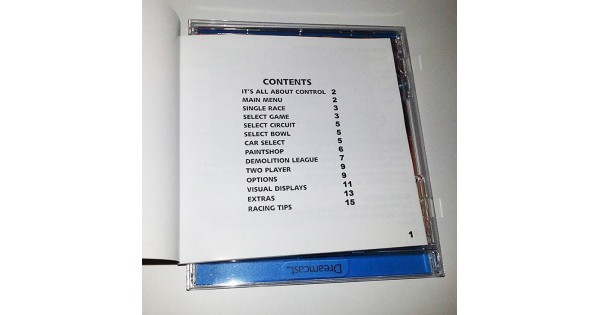 CONTENTS
IT'S ALL ABOUT CONTROL 2
MAIN MENU 2
SINGLE RACE 3
SELECT GAME 3
SELECT CIRCUIT 5
SELECT BOWL 5
CAR SELECT 5
PAINTSHOP 6
DEMOLITION LEAGUE 7
TWO PLAYER 9
OPTIONS 9
VISUAL DISPLAYS 11
EXTRAS 13
RACING TIPS 15
1
Dreamcast